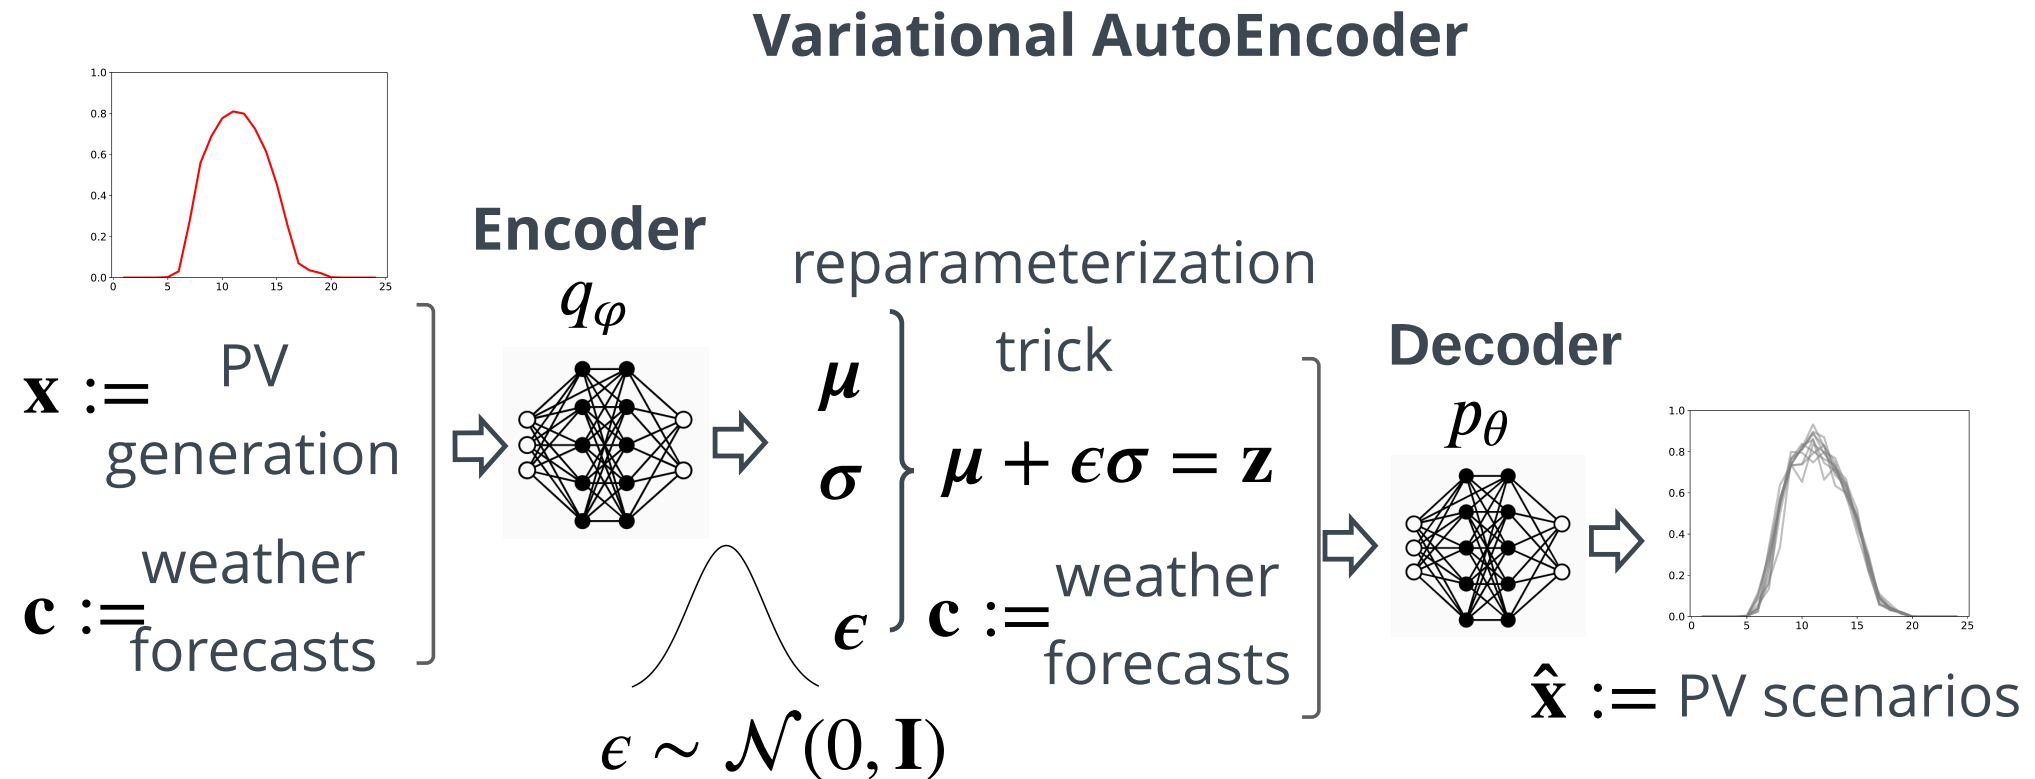 Variational AutoEncoder
1.0
0.8
0.6
0.4
0.2
0.0
0 5 10 15 20 25
x := PV
generation
c := weather
forecasts
Encoder
qφ
μ
σ
ϵ
ϵ ∼ 𝒩(0, I)
reparameterization
trick
μ + ϵσ = z
c := weather
forecasts
Decoder
pθ
1.0
0.8
0.6
0.4
0.2
0.0
0 5 10 15 20 25
x̂ := PV scenarios